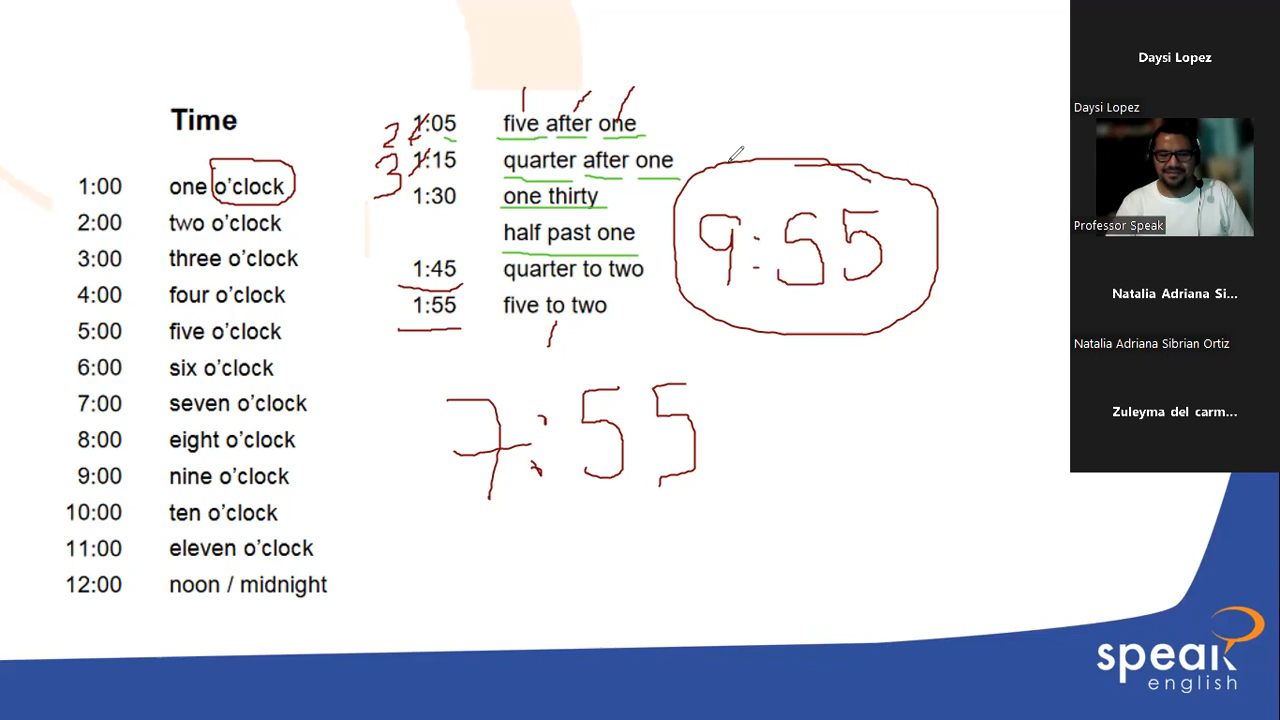 Time
1:00 one o'clock
2:00 two o'clock
3:00 three o'clock
4:00 four o'clock
5:00 five o'clock
6:00 six o'clock
7:00 seven o'clock
8:00 eight o'clock
9:00 nine o'clock
10:00 ten o'clock
11:00 eleven o'clock
12:00 noon / midnight
2 1:05 five after one
3 1:15 quarter after one
1:30 one thirty
half past one
1:45 quarter to two
1:55 five to two
9:55
7:55
Daysi Lopez
Daysi Lopez
Professor Speak
Natalia Adriana Si...
Natalia Adriana Sibrian Ortiz
Zuleyma del carm...
speak
english